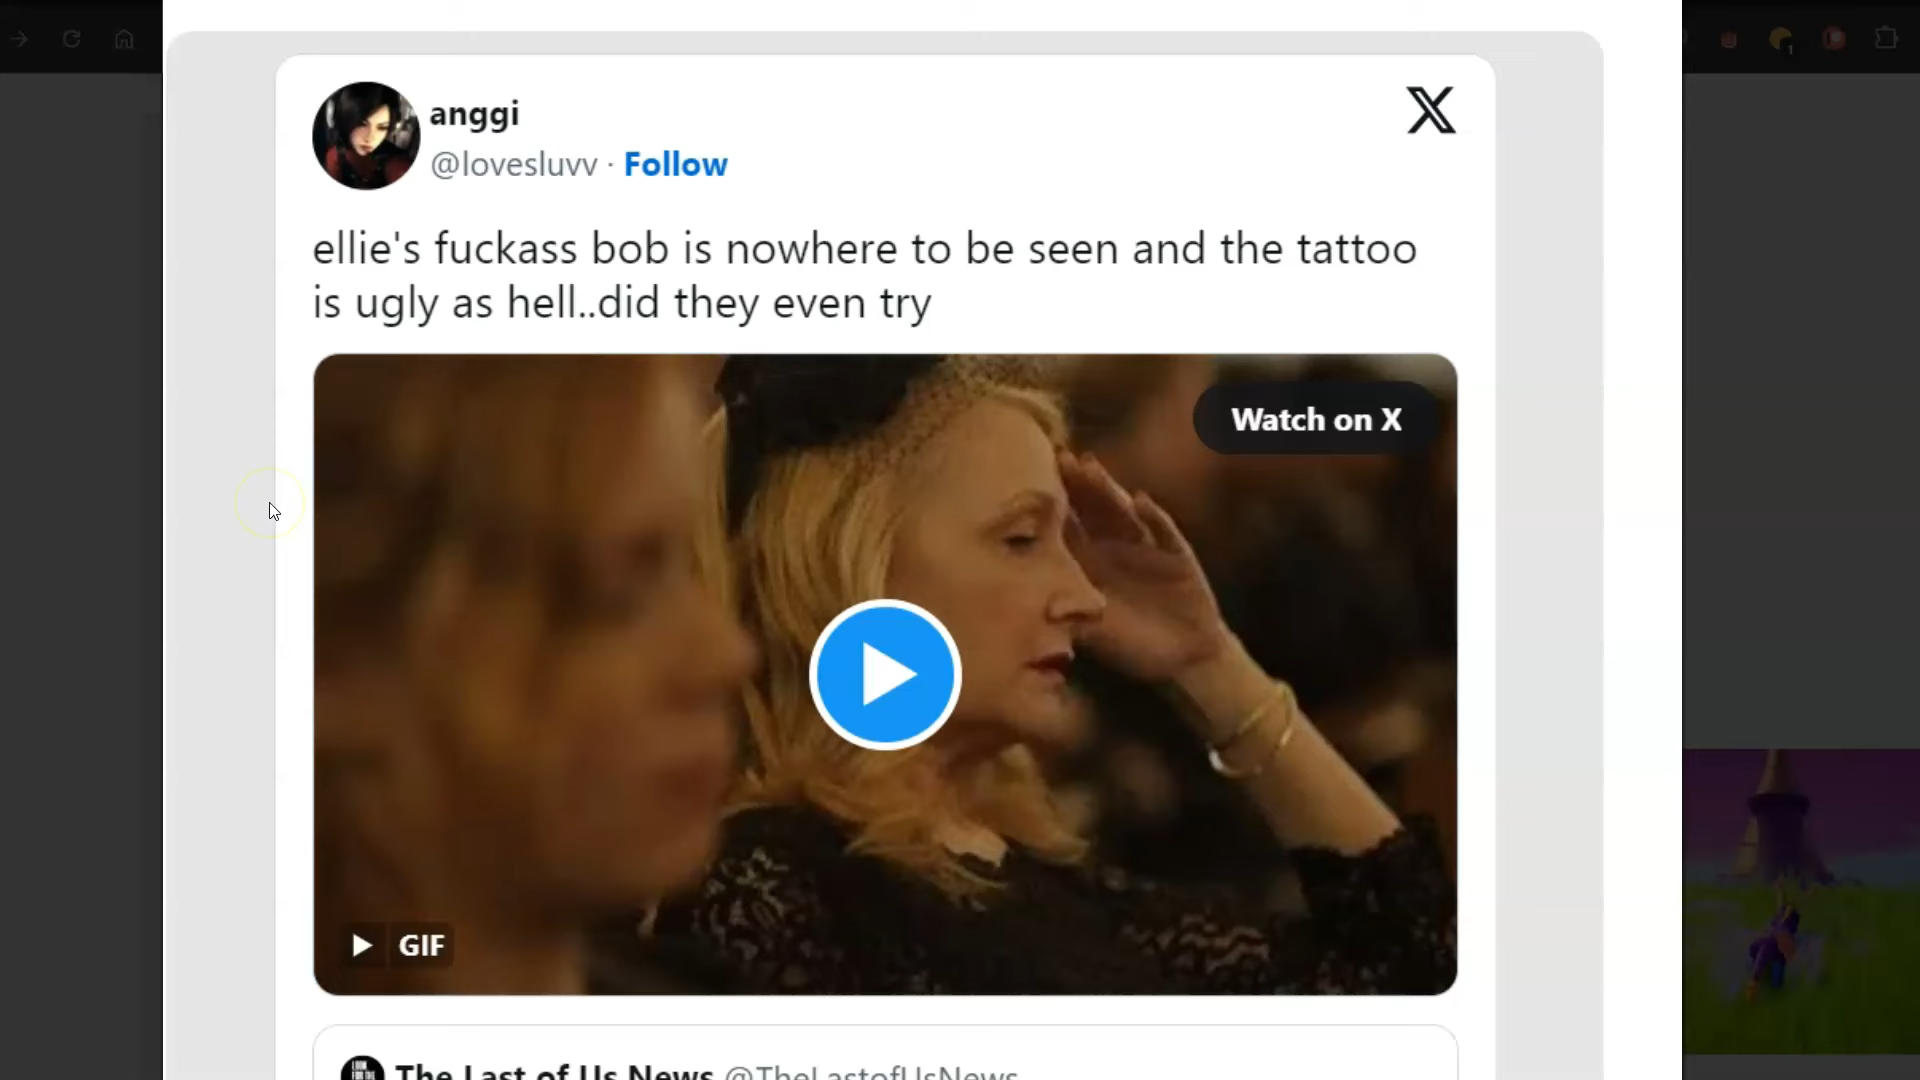 anggi
@lovesluvv · Follow
ellie's fuckass bob is nowhere to be seen and the tattoo
is ugly as hell..did they even try
Watch on X
GIF
The Last of Us News @TheLastofUsNews
1